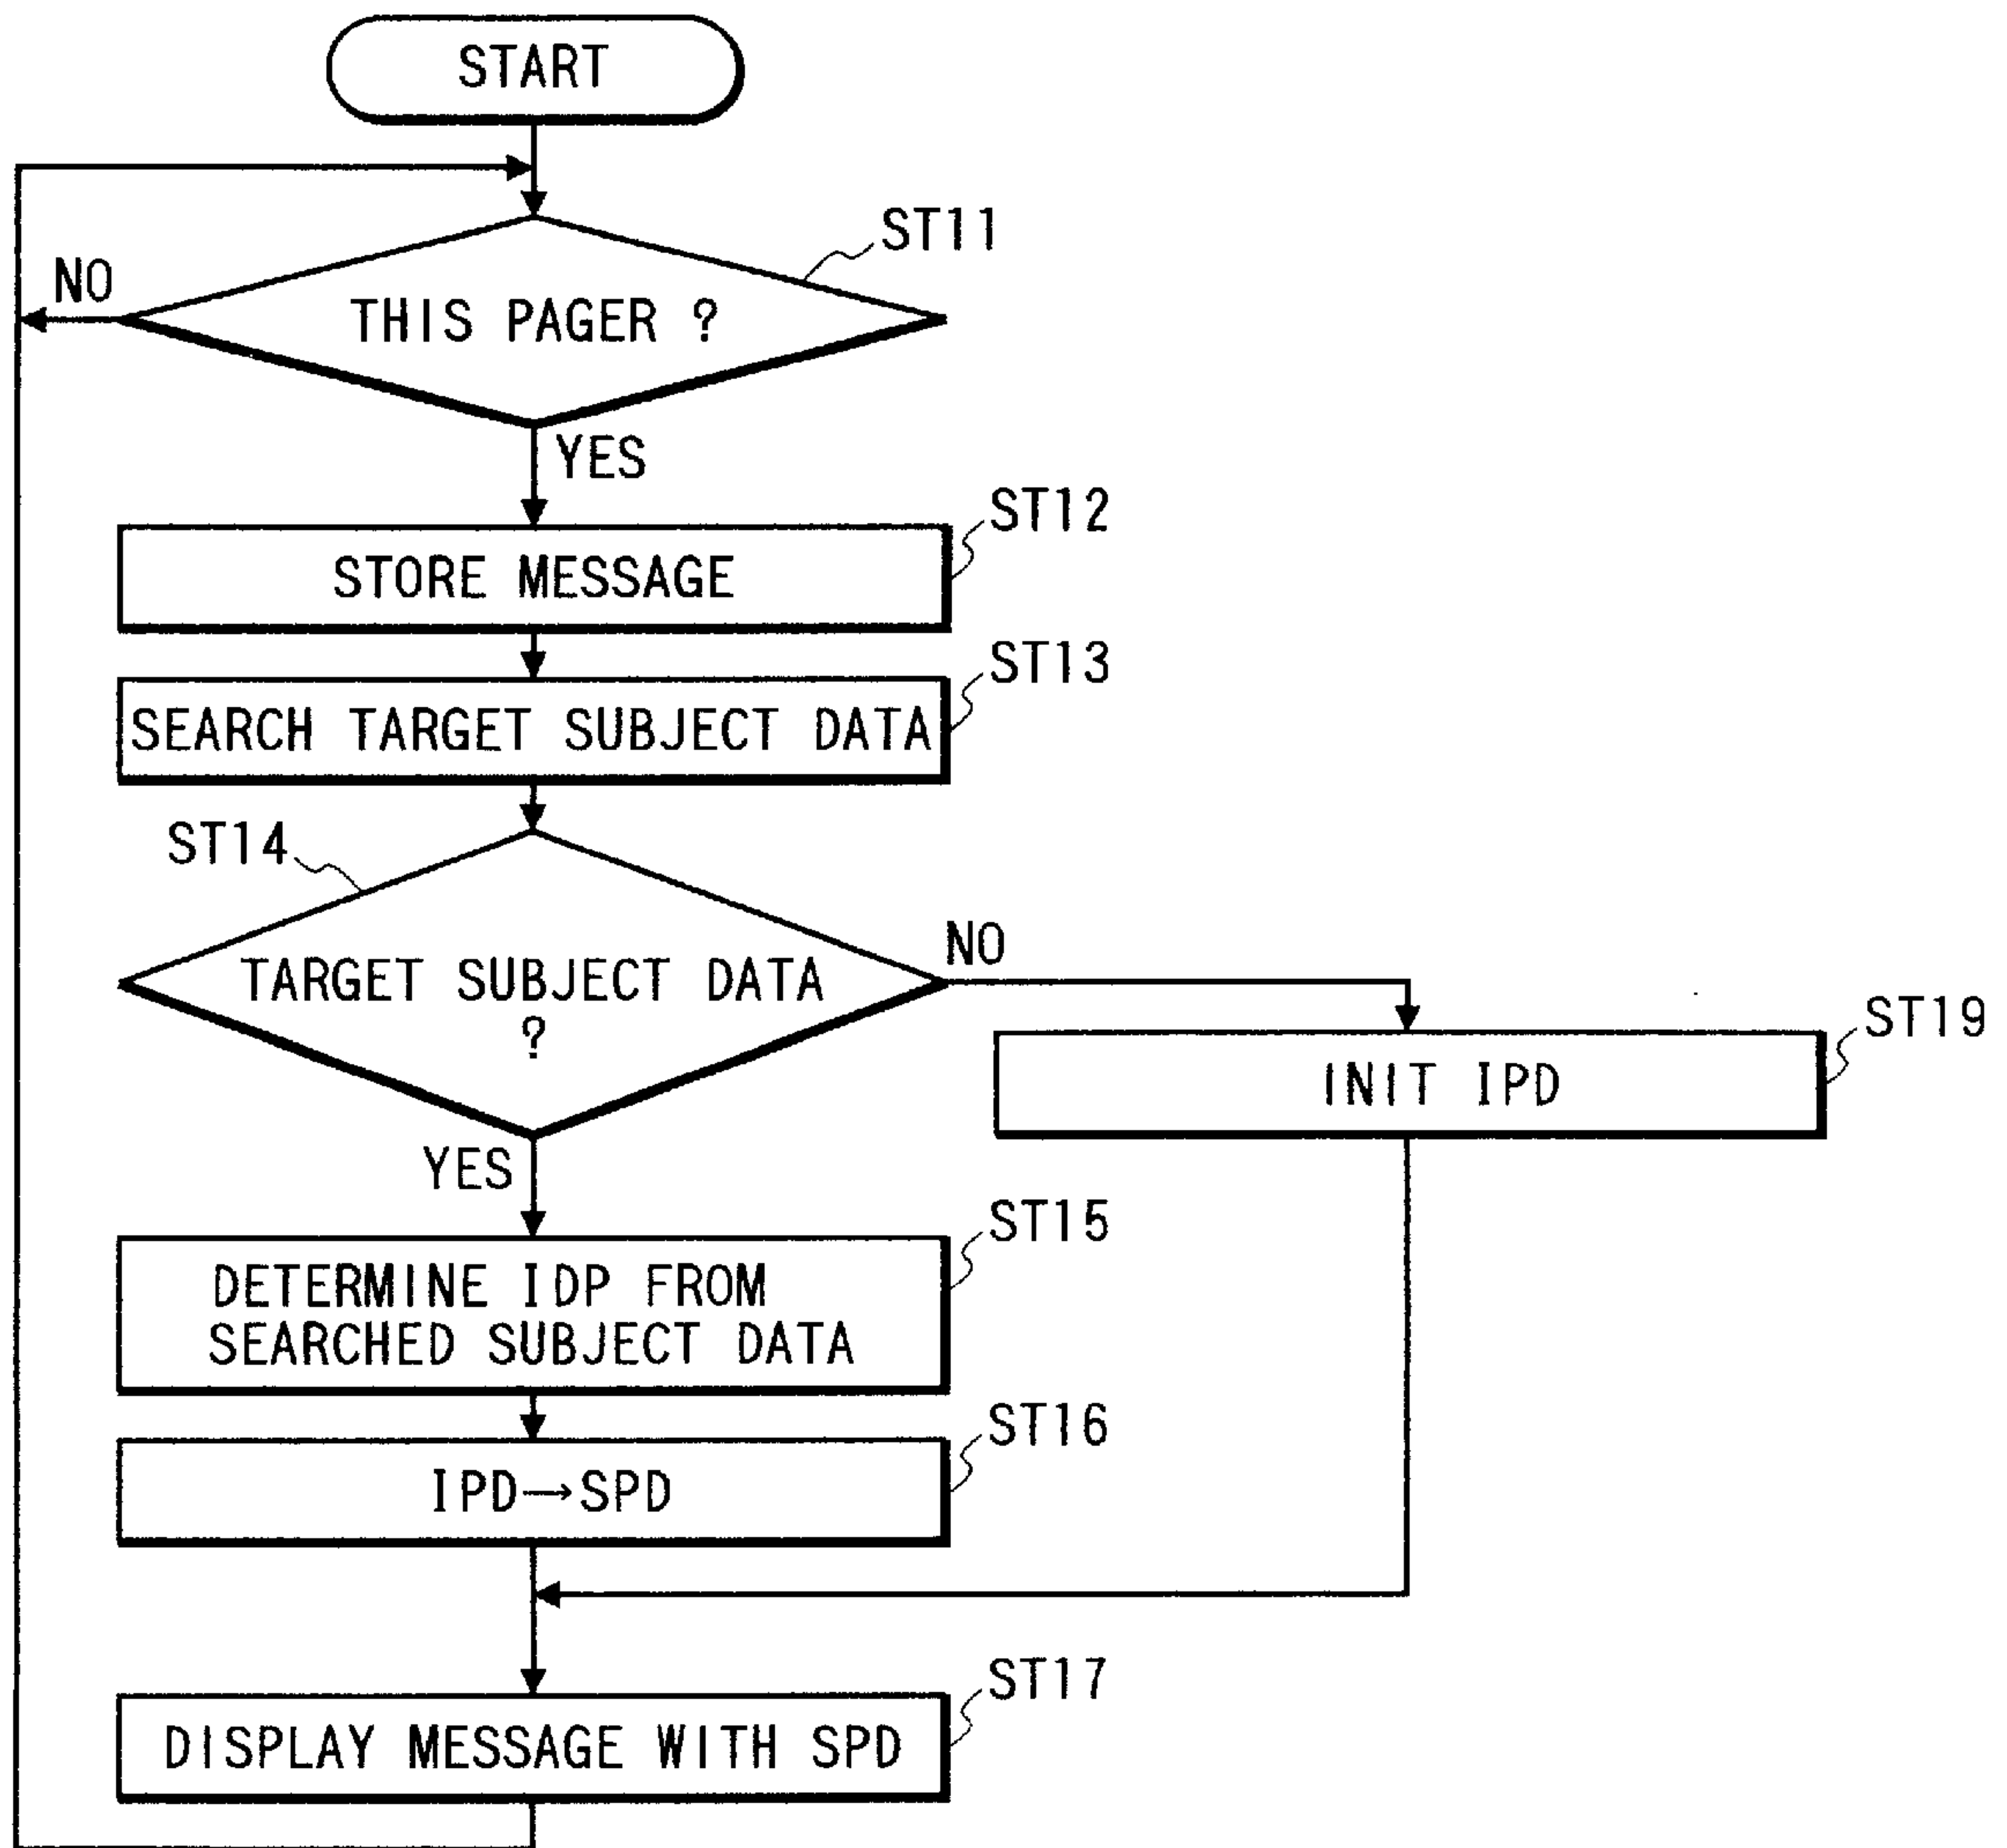 START
ST11
NO
THIS PAGER ?
YES
ST12
STORE MESSAGE
ST13
SEARCH TARGET SUBJECT DATA
ST14
NO
TARGET SUBJECT DATA
?
ST19
INIT IPD
YES
ST15
DETERMINE IDP FROM
SEARCHED SUBJECT DATA
ST16
IPD→SPD
ST17
DISPLAY MESSAGE WITH SPD